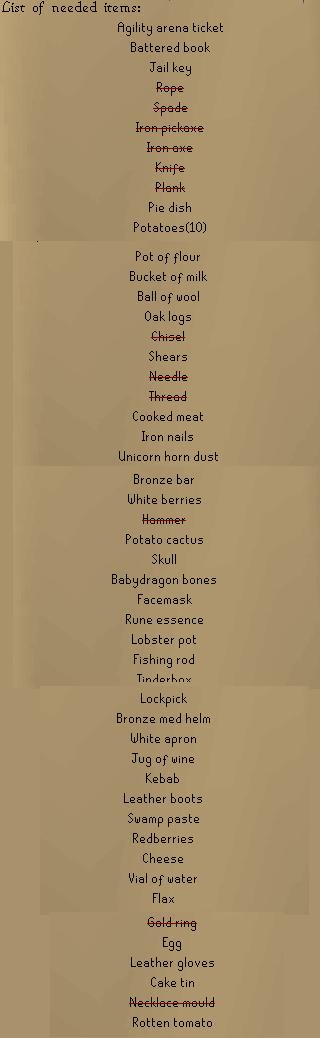 List of needed items:
Agility arena ticket
Battered book
Jail key
Rope
Spade
Iron pickaxe
Iron axe
Knife
Plank
Pie dish
Potatoes(10)
Pot of flour
Bucket of milk
Ball of wool
Oak logs
Chisel
Shears
Needle
Thread
Cooked meat
Iron nails
Unicorn horn dust
Bronze bar
White berries
Hammer
Potato cactus
Skull
Babydragon bones
Facemask
Rune essence
Lobster pot
Fishing rod
Tinderbox
Lockpick
Bronze med helm
White apron
Jug of wine
Kebab
Leather boots
Swamp paste
Redberries
Cheese
Vial of water
Flax
Gold ring
Egg
Leather gloves
Cake tin
Necklace mould
Rotten tomato